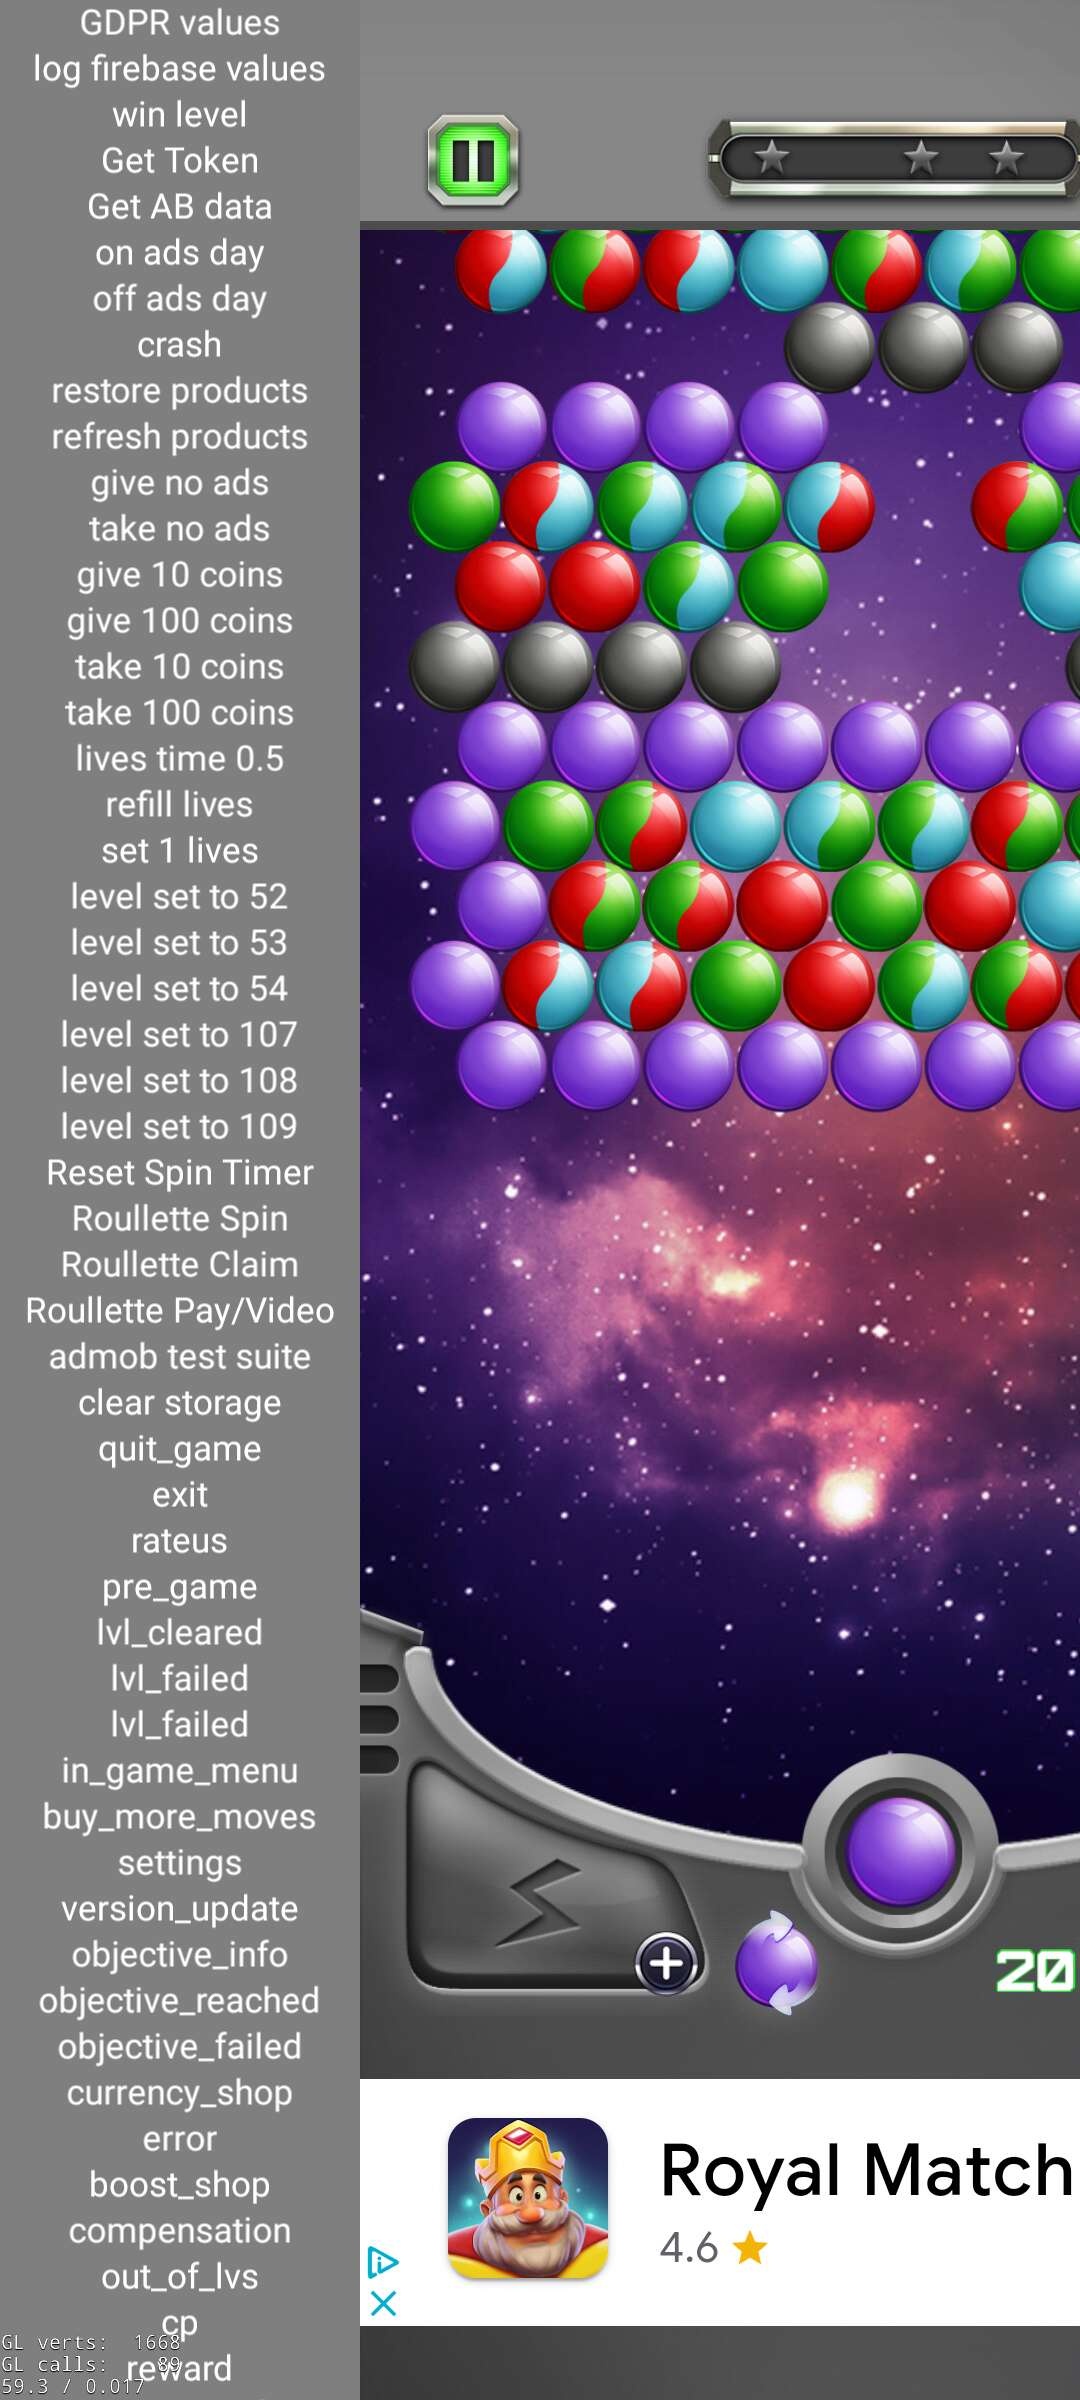 GDPR values
log firebase values
win level
Get Token
Get AB data
on ads day
off ads day
crash
restore products
refresh products
give no ads
take no ads
give 10 coins
give 100 coins
take 10 coins
take 100 coins
lives time 0.5
refill lives
set 1 lives
level set to 52
level set to 53
level set to 54
level set to 107
level set to 108
level set to 109
Reset Spin Timer
Roullette Spin
Roullette Claim
Roullette Pay/Video
admob test suite
clear storage
quit_game
exit
rateus
pre_game
lvl_cleared
lvl_failed
lvl_failed
in_game_menu
buy_more_moves
settings
version_update
objective_info
objective_reached
objective_failed
currency_shop
error
boost_shop
compensation
out_of_lvs
cp
reward
GL verts: 1668
GL calls: 89
59.3 / 0.017
20
Royal Match
4.6